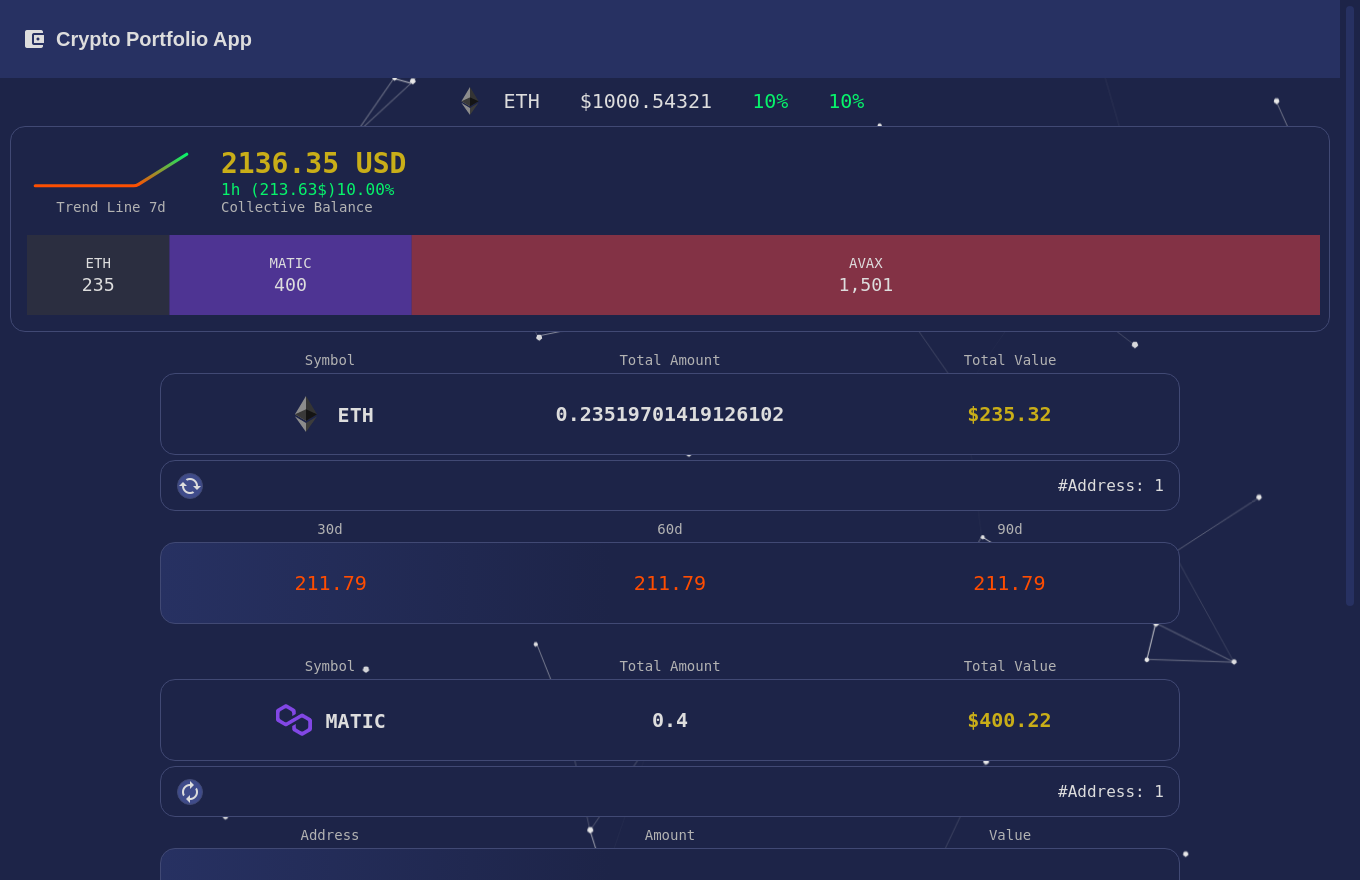 Crypto Portfolio App
ETH $1000.54321 10% 10%
2136.35 USD
1h (213.63$)10.00%
Trend Line 7d Collective Balance
ETH MATIC AVAX
235 400 1,501
Symbol Total Amount Total Value
ETH 0.23519701419126102 $235.32
#Address: 1
30d 60d 90d
211.79 211.79 211.79
Symbol Total Amount Total Value
MATIC 0.4 $400.22
#Address: 1
Address Amount Value